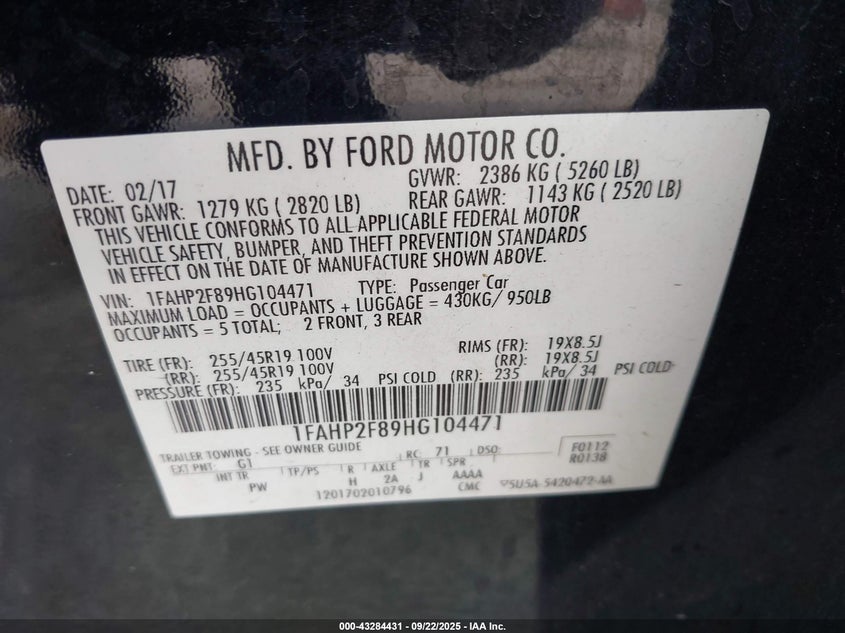 MFD. BY FORD MOTOR CO.
DATE: 02/17 GVWR: 2386 KG ( 5260 LB)
FRONT GAWR: 1279 KG ( 2820 LB) REAR GAWR: 1143 KG ( 2520 LB)
THIS VEHICLE CONFORMS TO ALL APPLICABLE FEDERAL MOTOR
VEHICLE SAFETY, BUMPER, AND THEFT PREVENTION STANDARDS
IN EFFECT ON THE DATE OF MANUFACTURE SHOWN ABOVE.
VIN: 1FAHP2F89HG104471 TYPE: Passenger Car
MAXIMUM LOAD = OCCUPANTS + LUGGAGE = 430KG/ 950LB
OCCUPANTS = 5 TOTAL; 2 FRONT, 3 REAR
TIRE (FR): 255/45R19 100V RIMS (FR): 19X8.5J
(RR): 255/45R19 100V (RR): 19X8.5J
PRESSURE (FR): 235 kPa/ 34 PSI COLD (RR): 235 kPa/ 34 PSI COLD
1FAHP2F89HG104471
TRAILER TOWING - SEE OWNER GUIDE
EXT PNT: G1 RC: 71 DSO: F0112
R0138
INT TR TP/PS R AXLE TR SPR
PW H 2A J AAAA
1201702010796 CMC 5U5A-5420472-AA
000-43284431 - 09/22/2025 - IAA Inc.